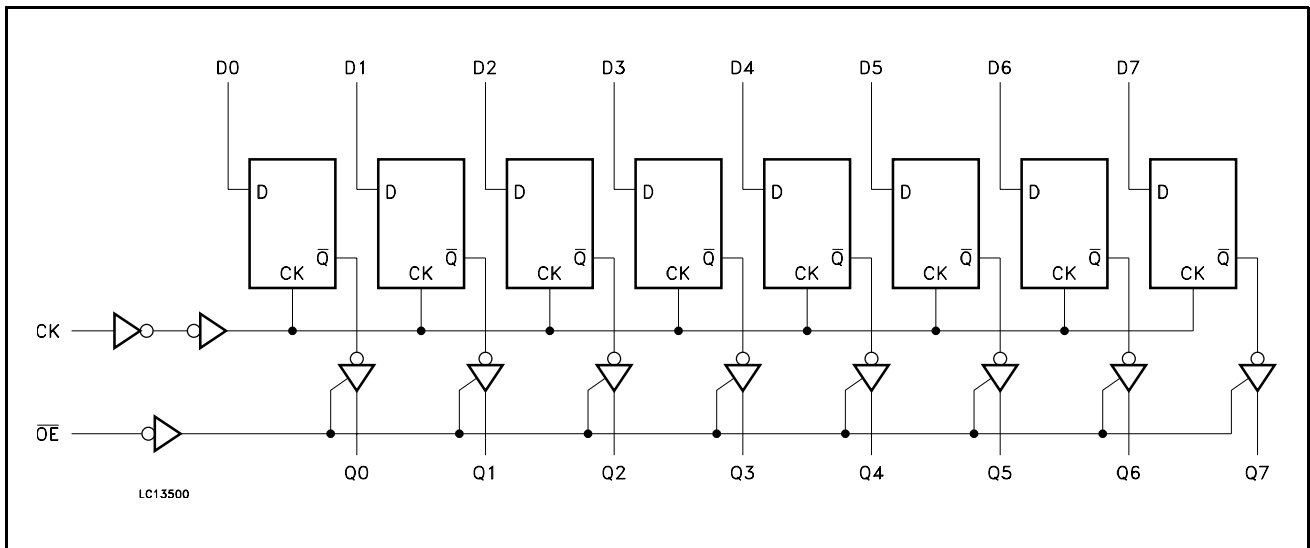 D0 D1 D2 D3 D4 D5 D6 D7
D D D D D D D D
Q̅ Q̅ Q̅ Q̅ Q̅ Q̅ Q̅
CK CK CK CK CK CK CK CK
CK
O̅E̅
Q0 Q1 Q2 Q3 Q4 Q5 Q6 Q7
LC13500